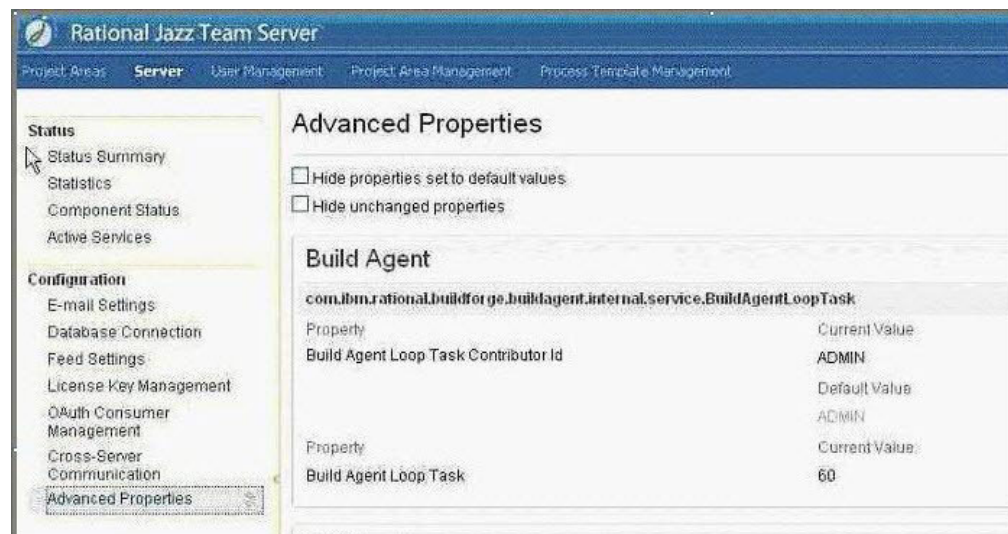 Rational Jazz Team Server
Project Areas Server User Management Project Area Management Process Template Management
Status
Status Summary
Statistics
Component Status
Active Services
Configuration
E-mail Settings
Database Connection
Feed Settings
License Key Management
OAuth Consumer
Management
Cross-Server
Communication
Advanced Properties
Advanced Properties
Hide properties set to default values
Hide unchanged properties
Build Agent
com.ibm.rational.buildforge.buildagent.internal.service.BuildAgentLoopTask
Property Current Value
Build Agent Loop Task Contributor Id ADMIN
Default Value
ADMIN
Property Current Value
Build Agent Loop Task 60